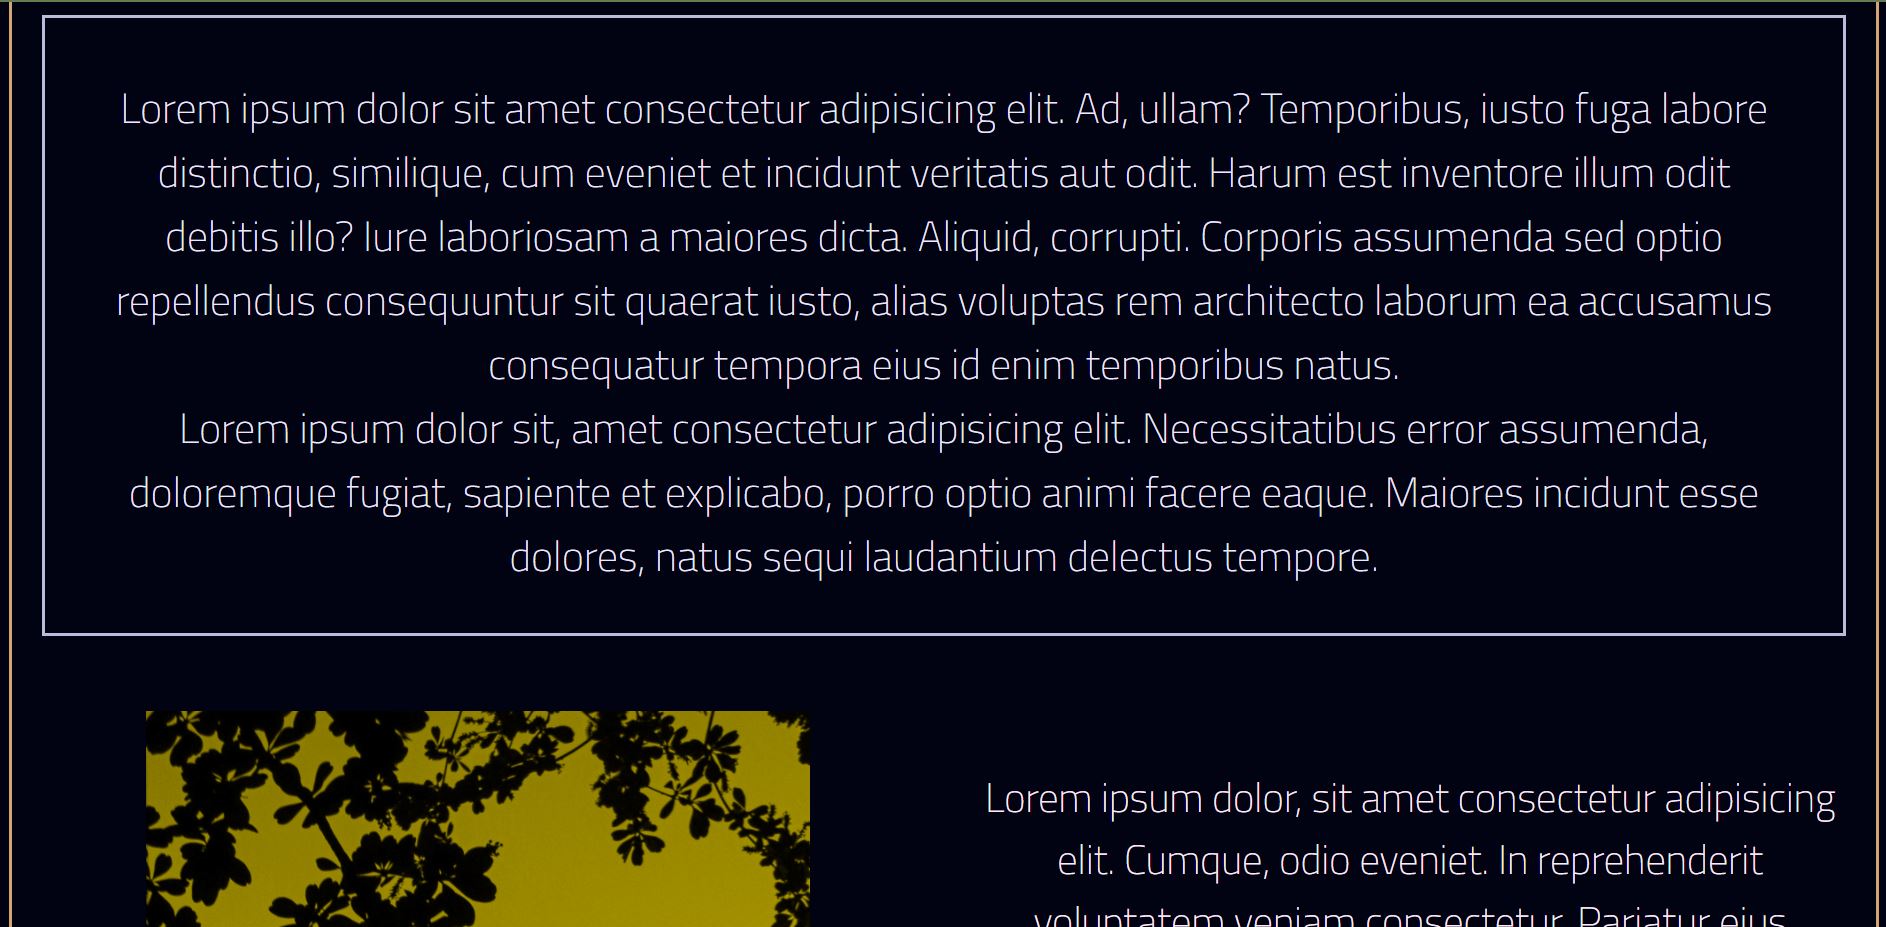 Lorem ipsum dolor sit amet consectetur adipisicing elit. Ad, ullam? Temporibus, iusto fuga labore
distinctio, similique, cum eveniet et incidunt veritatis aut odit. Harum est inventore illum odit
debitis illo? Iure laboriosam a maiores dicta. Aliquid, corrupti. Corporis assumenda sed optio
repellendus consequuntur sit quaerat iusto, alias voluptas rem architecto laborum ea accusamus
consequatur tempora eius id enim temporibus natus.
Lorem ipsum dolor sit, amet consectetur adipisicing elit. Necessitatibus error assumenda,
doloremque fugiat, sapiente et explicabo, porro optio animi facere eaque. Maiores incidunt esse
dolores, natus sequi laudantium delectus tempore.
Lorem ipsum dolor, sit amet consectetur adipisicing
elit. Cumque, odio eveniet. In reprehenderit
voluptatem veniam consectetur. Pariatur eius